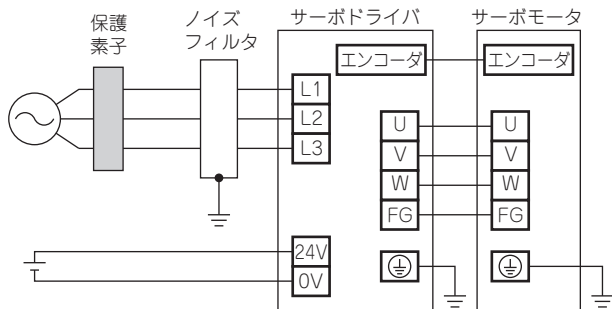 保護
素子
ノイズ
フィルタ
サーボドライバ
サーボモータ
エンコーダ
エンコーダ
L1
L2
L3
U
V
W
FG
U
V
W
FG
24V
0V